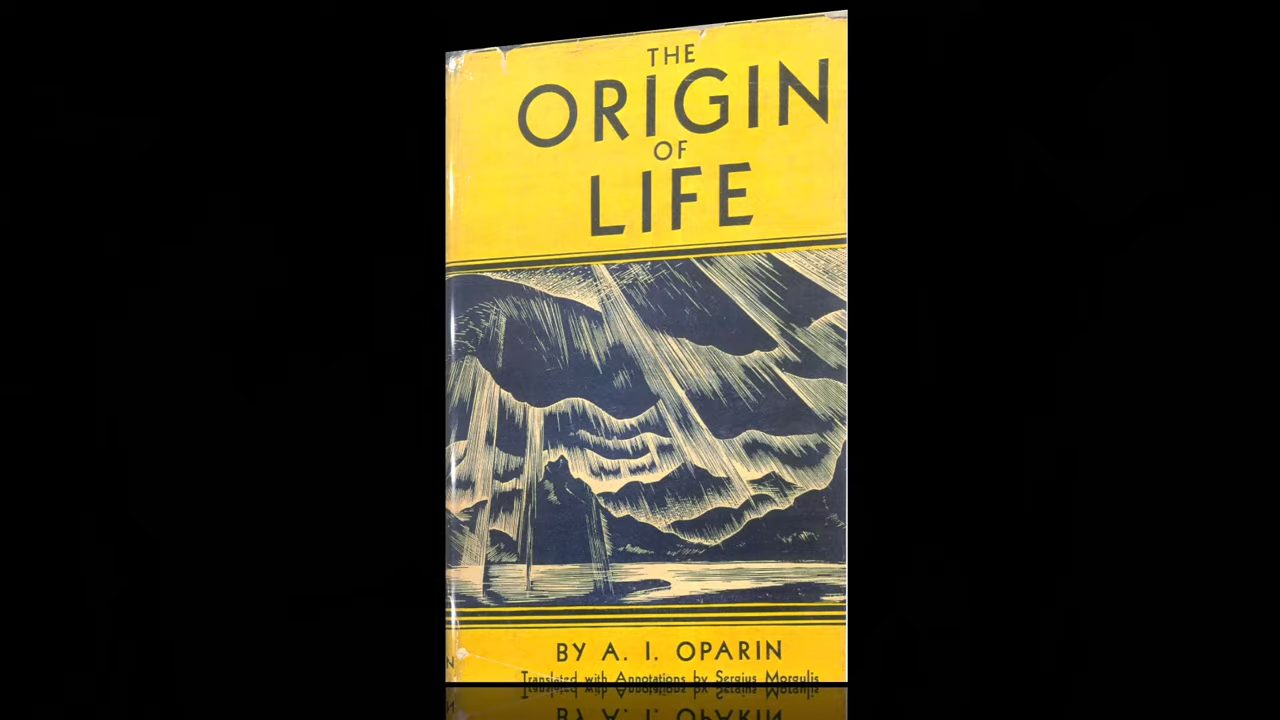 THE
ORIGIN
OF
LIFE
BY A. I. OPARIN
Translated with Annotations by Sergius Morgulis